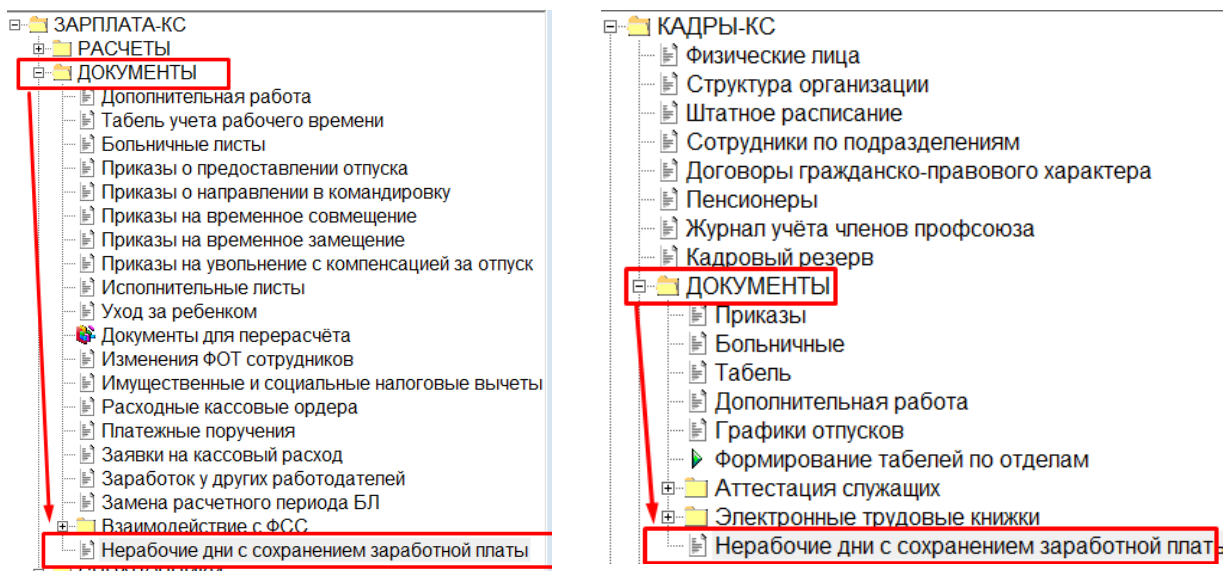 ЗАРПЛАТА-КС
РАСЧЕТЫ
ДОКУМЕНТЫ
Дополнительная работа
Табель учета рабочего времени
Больничные листы
Приказы о предоставлении отпуска
Приказы о направлении в командировку
Приказы на временное совмещение
Приказы на временное замещение
Приказы на увольнение с компенсацией за отпуск
Исполнительные листы
Уход за ребенком
Документы для перерасчёта
Изменения ФОТ сотрудников
Имущественные и социальные налоговые вычеты
Расходные кассовые ордера
Платежные поручения
Заявки на кассовый расход
Заработок у других работодателей
Замена расчетного периода БЛ
Взаимодействие с ФСС
Нерабочие дни с сохранением заработной платы
КАДРЫ-КС
Физические лица
Структура организации
Штатное расписание
Сотрудники по подразделениям
Договоры гражданско-правового характера
Пенсионеры
Журнал учёта членов профсоюза
Кадровый резерв
ДОКУМЕНТЫ
Приказы
Больничные
Табель
Дополнительная работа
Графики отпусков
Формирование табелей по отделам
Аттестация служащих
Электронные трудовые книжки
Нерабочие дни с сохранением заработной платы